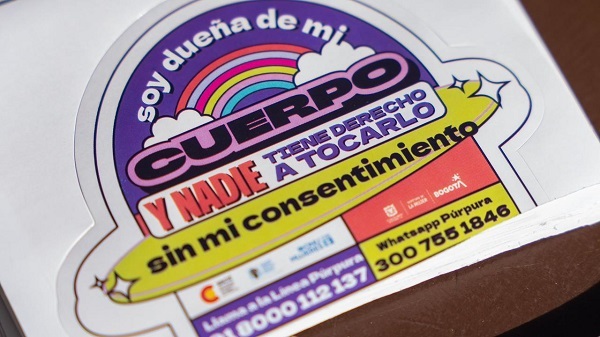 soy dueña de mi
CUERPO
Y NADIE
TIENE DERECHO
A TOCARLO
sin mi consentimiento
BOGOTÁ
Llama a la Línea Púrpura
01 8000 112 137
Whatsapp Púrpura
300 755 1846